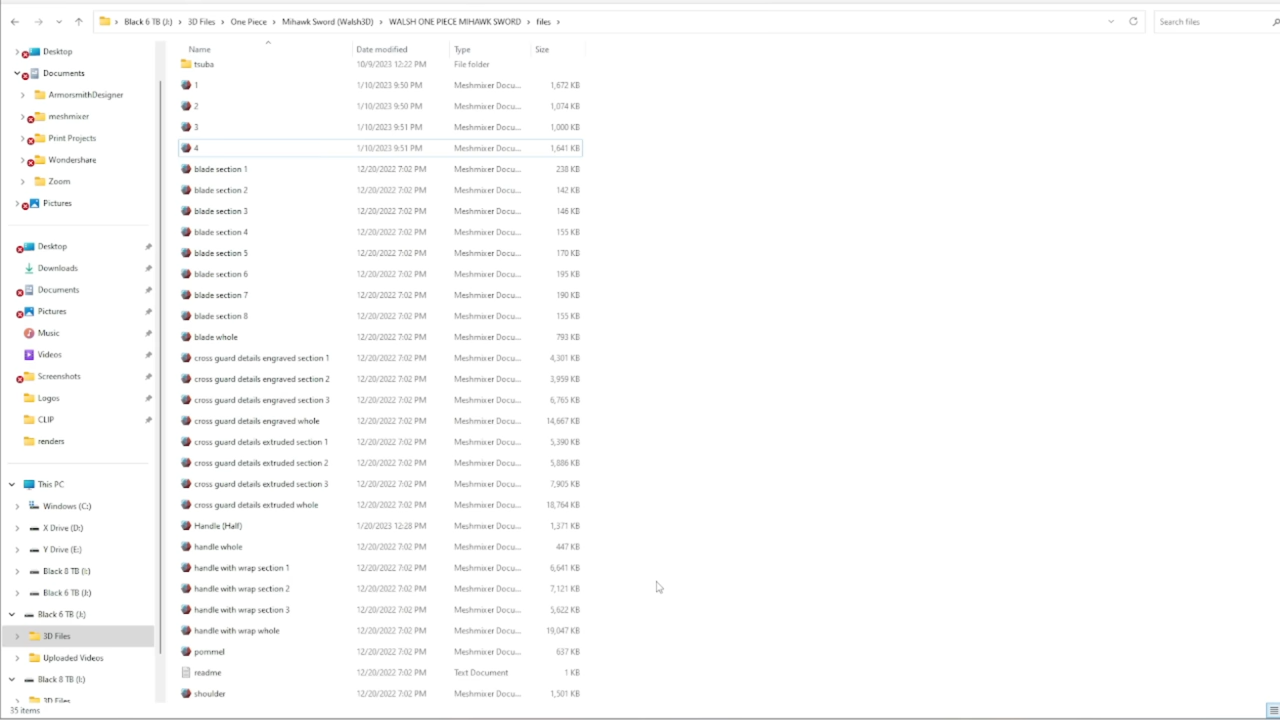 Black 6 TB (J:) > 3D Files > One Piece > Mihawk Sword (Walsh3D) > WALSH ONE PIECE MIHAWK SWORD > files >
Search files
Desktop
Documents
ArmorsmithDesigner
meshmixer
Print Projects
Wondershare
Zoom
Pictures
Desktop
Downloads
Documents
Pictures
Music
Videos
Screenshots
Logos
CLIP
renders
This PC
Windows (C:)
X Drive (D:)
Y Drive (E:)
Black 8 TB (I:)
Black 6 TB (J:)
Black 6 TB (J:)
3D Files
Uploaded Videos
Black 8 TB (I:)
3D Files
Name Date modified Type Size
tsuba 10/9/2023 12:22 PM File folder
1 1/10/2023 9:50 PM Meshmixer Docu... 1,672 KB
2 1/10/2023 9:50 PM Meshmixer Docu... 1,074 KB
3 1/10/2023 9:51 PM Meshmixer Docu... 1,000 KB
4 1/10/2023 9:51 PM Meshmixer Docu... 1,641 KB
blade section 1 12/20/2022 7:02 PM Meshmixer Docu... 238 KB
blade section 2 12/20/2022 7:02 PM Meshmixer Docu... 142 KB
blade section 3 12/20/2022 7:02 PM Meshmixer Docu... 146 KB
blade section 4 12/20/2022 7:02 PM Meshmixer Docu... 155 KB
blade section 5 12/20/2022 7:02 PM Meshmixer Docu... 170 KB
blade section 6 12/20/2022 7:02 PM Meshmixer Docu... 195 KB
blade section 7 12/20/2022 7:02 PM Meshmixer Docu... 190 KB
blade section 8 12/20/2022 7:02 PM Meshmixer Docu... 155 KB
blade whole 12/20/2022 7:02 PM Meshmixer Docu... 793 KB
cross guard details engraved section 1 12/20/2022 7:02 PM Meshmixer Docu... 4,301 KB
cross guard details engraved section 2 12/20/2022 7:02 PM Meshmixer Docu... 3,959 KB
cross guard details engraved section 3 12/20/2022 7:02 PM Meshmixer Docu... 6,765 KB
cross guard details engraved whole 12/20/2022 7:02 PM Meshmixer Docu... 14,667 KB
cross guard details extruded section 1 12/20/2022 7:02 PM Meshmixer Docu... 5,390 KB
cross guard details extruded section 2 12/20/2022 7:02 PM Meshmixer Docu... 5,886 KB
cross guard details extruded section 3 12/20/2022 7:02 PM Meshmixer Docu... 7,905 KB
cross guard details extruded whole 12/20/2022 7:02 PM Meshmixer Docu... 18,764 KB
Handle (Half) 1/20/2023 12:28 PM Meshmixer Docu... 1,371 KB
handle whole 12/20/2022 7:02 PM Meshmixer Docu... 447 KB
handle with wrap section 1 12/20/2022 7:02 PM Meshmixer Docu... 6,641 KB
handle with wrap section 2 12/20/2022 7:02 PM Meshmixer Docu... 7,121 KB
handle with wrap section 3 12/20/2022 7:02 PM Meshmixer Docu... 5,622 KB
handle with wrap whole 12/20/2022 7:02 PM Meshmixer Docu... 19,047 KB
pommel 12/20/2022 7:02 PM Meshmixer Docu... 637 KB
readme 12/20/2022 7:02 PM Text Document 1 KB
shoulder 12/20/2022 7:02 PM Meshmixer Docu... 1,501 KB
35 items